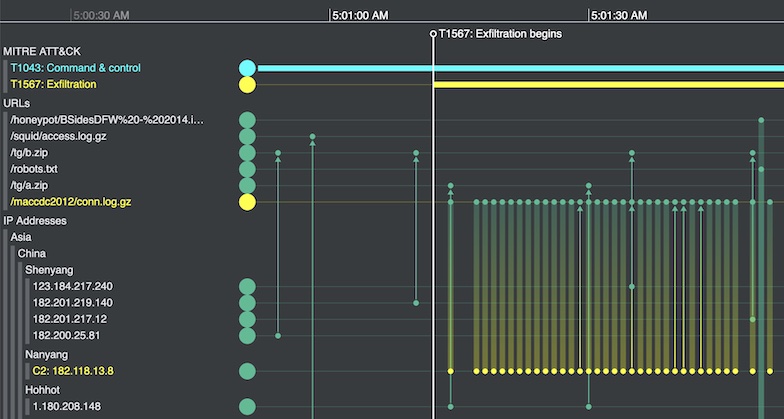 5:00:30 AM
5:01:00 AM
5:01:30 AM
T1567: Exfiltration begins
MITRE ATT&CK
T1043: Command & control
T1567: Exfiltration
URLs
/honeypot/BSidesDFW%20-%202014.i...
/squid/access.log.gz
/tg/b.zip
/robots.txt
/tg/a.zip
/maccdc2012/conn.log.gz
IP Addresses
Asia
China
Shenyang
123.184.217.240
182.201.219.140
182.201.217.12
182.200.25.81
Nanyang
C2: 182.118.13.8
Hohhot
1.180.208.148